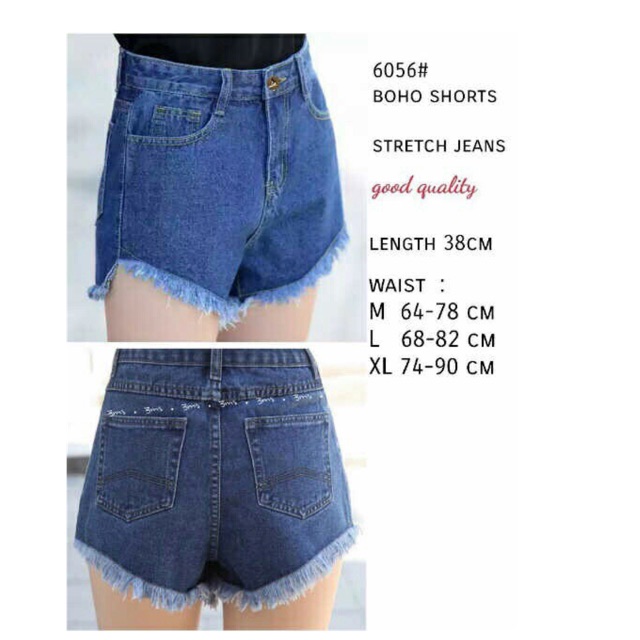 6056#
BOHO SHORTS
STRETCH JEANS
good quality
LENGTH 38CM
WAIST :
M 64-78 CM
L 68-82 CM
XL 74-90 CM